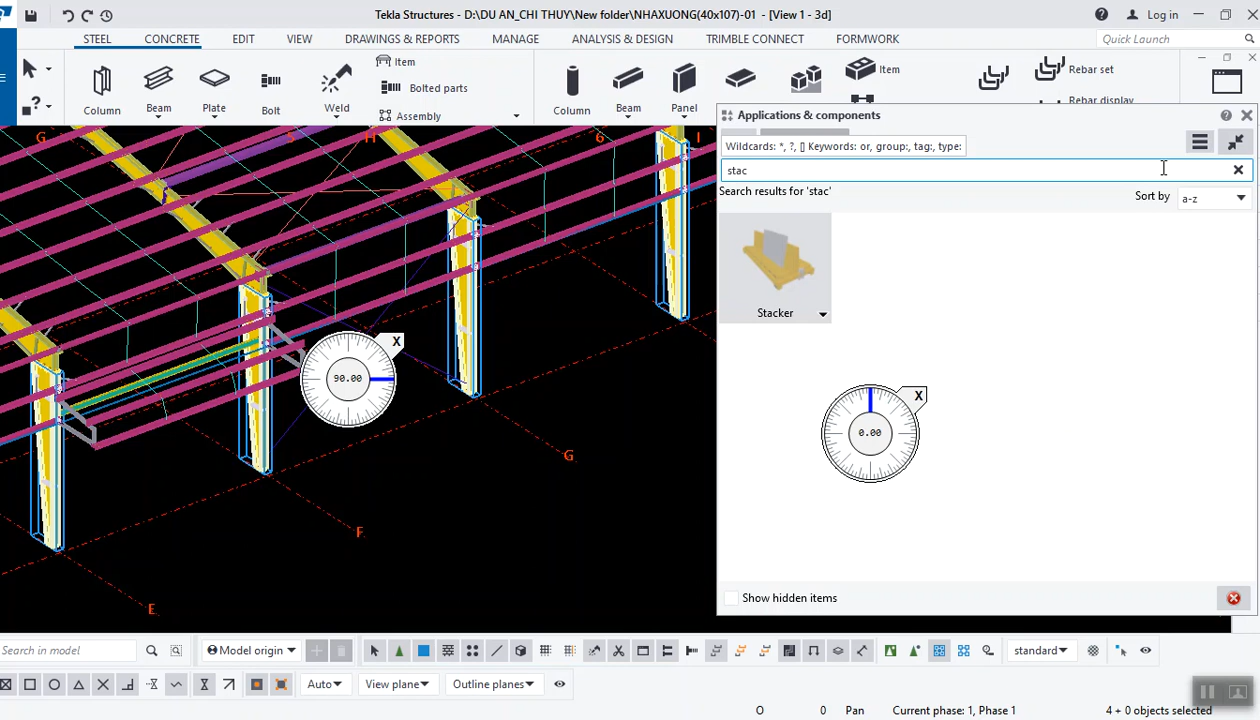 Tekla Structures - D:\DU AN_CHI THUY\New folder\NHAXUONG(40x107)-01 - [View 1 - 3d]
Log in
STEEL CONCRETE EDIT VIEW DRAWINGS & REPORTS MANAGE ANALYSIS & DESIGN TRIMBLE CONNECT FORMWORK
Quick Launch
Item
Bolted parts
Assembly
Column Beam Plate Bolt Weld
Column Beam Panel
Item
Rebar set
Rebar display
Applications & components
Wildcards: *, ?, [] Keywords: or, group:, tag:, type:
stac
Search results for 'stac'
Sort by a-z
Stacker
G
H
6
I
X
90.00
X
0.00
G
F
E
Show hidden items
Search in model
Model origin
standard
Auto
View plane
Outline planes
O 0 Pan Current phase: 1, Phase 1 4 + 0 objects selected